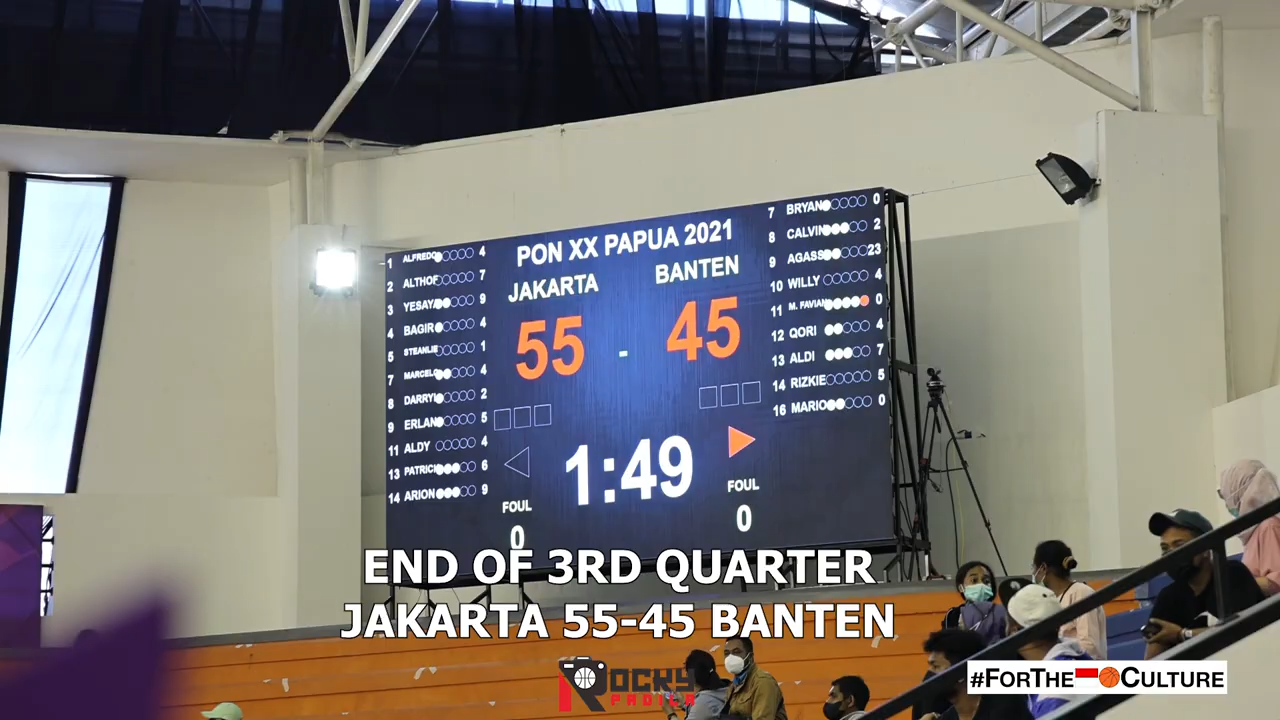 PON XX PAPUA 2021
JAKARTA BANTEN
55 - 45
1:49
FOUL FOUL
0 0
1 ALFREDO 4
2 ALTHOF 7
3 YESAYA 9
4 BAGIR 4
5 STEANLIE 1
7 MARCELO 4
8 DARRYL 2
9 ERLAN 5
11 ALDY 4
13 PATRICK 6
14 ARION 9
7 BRYAN 0
8 CALVIN 2
9 AGASS 23
10 WILLY 4
11 M. FAVIAN 0
12 QORI 4
13 ALDI 7
14 RIZKIE 5
16 MARIO 0
END OF 3RD QUARTER
JAKARTA 55-45 BANTEN
ROCKY
PADILA
#FORTHECULTURE